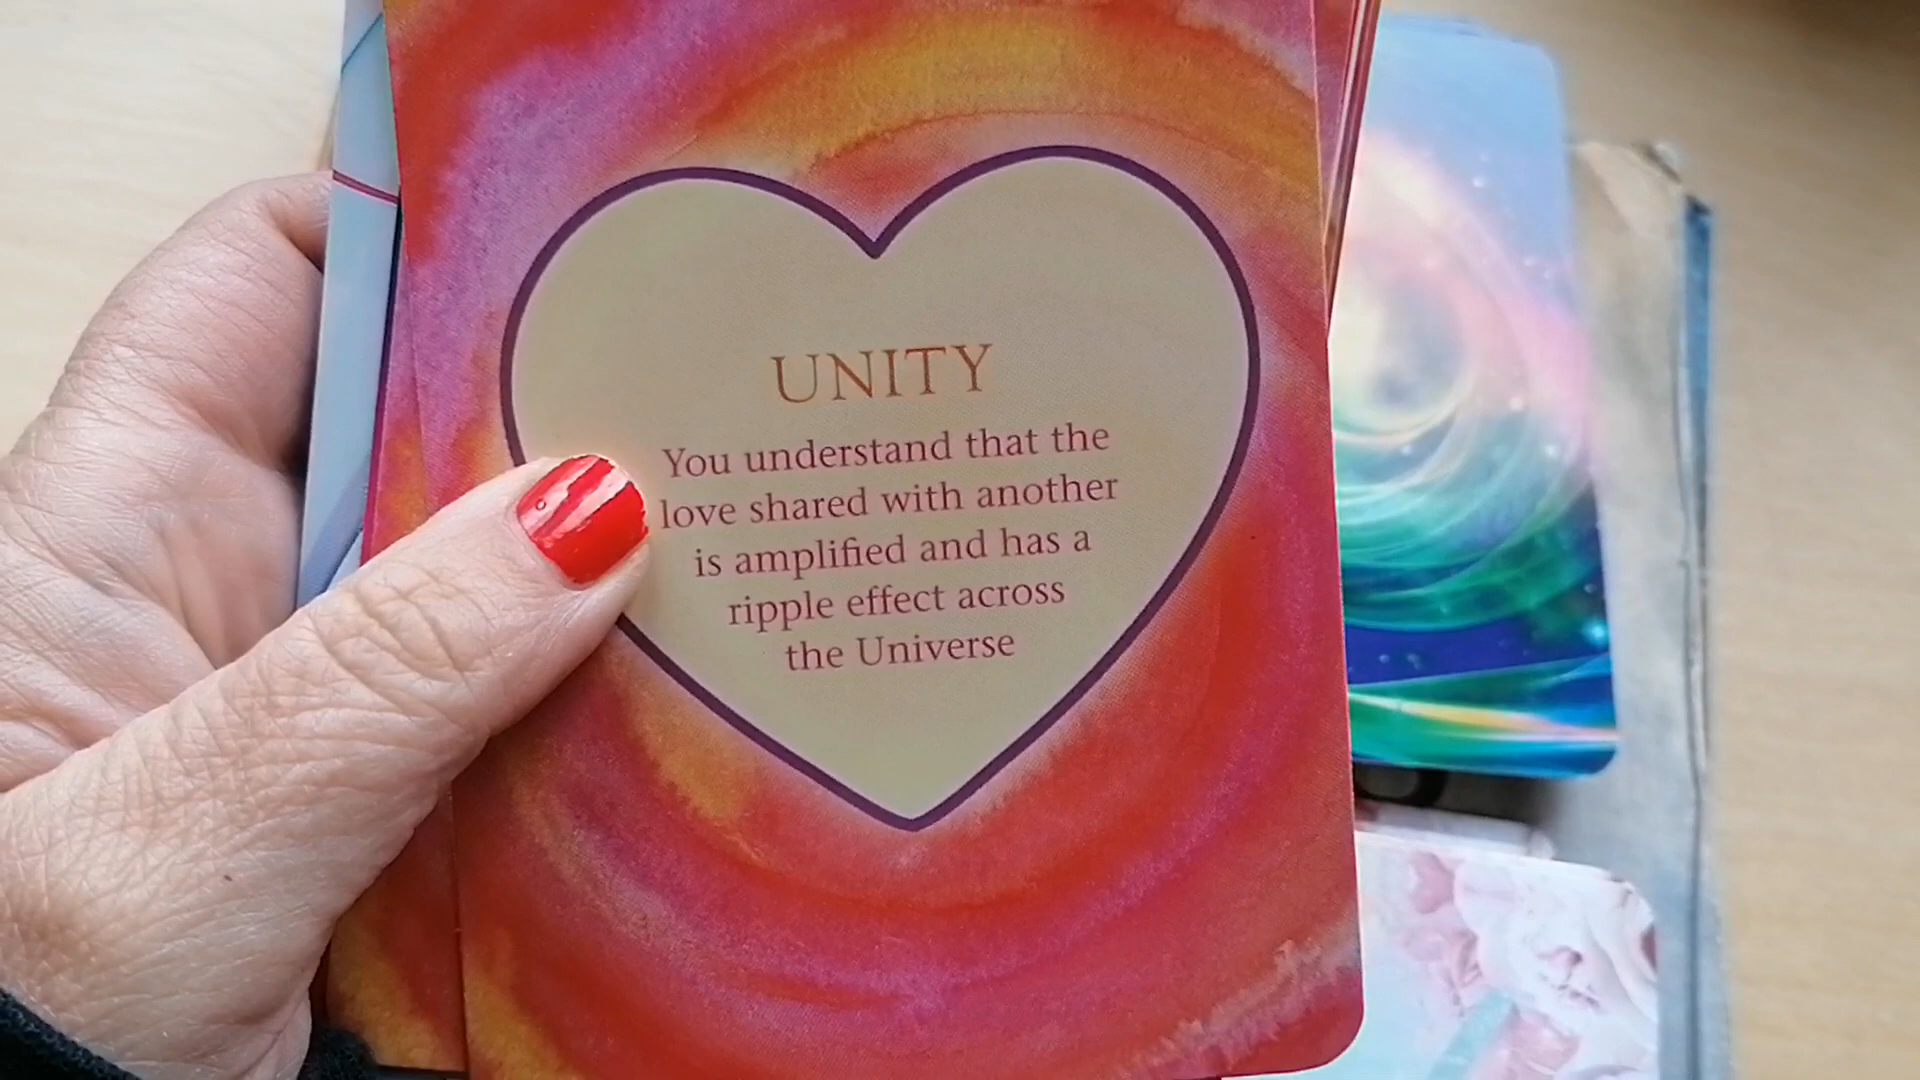 UNITY
You understand that the
love shared with another
is amplified and has a
ripple effect across
the Universe